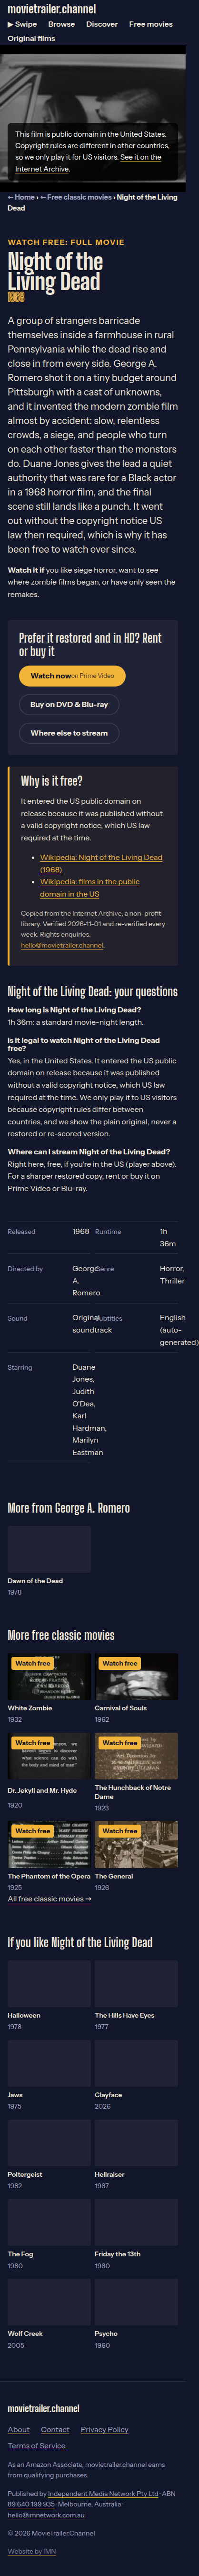 movietrailer.channel
▶ Swipe Browse Discover Free movies
Original films
This film is public domain in the United States.
Copyright rules are different in other countries,
so we only play it for US visitors. See it on the
Internet Archive.
← Home › ← Free classic movies › Night of the Living
Dead
WATCH FREE: FULL MOVIE
Night of the
Living Dead
1968
A group of strangers barricade
themselves inside a farmhouse in rural
Pennsylvania while the dead rise and
close in from every side. George A.
Romero shot it on a tiny budget around
Pittsburgh with a cast of unknowns,
and it invented the modern zombie film
almost by accident: slow, relentless
crowds, a siege, and people who turn
on each other faster than the monsters
do. Duane Jones gives the lead a quiet
authority that was rare for a Black actor
in a 1968 horror film, and the final
scene still lands like a punch. It went
out without the copyright notice US
law then required, which is why it has
been free to watch ever since.
Watch it if you like siege horror, want to see
where zombie films began, or have only seen the
remakes.
Prefer it restored and in HD? Rent
or buy it
Watch now on Prime Video
Buy on DVD & Blu-ray
Where else to stream
Why is it free?
It entered the US public domain on
release because it was published without
a valid copyright notice, which US law
required at the time.
• Wikipedia: Night of the Living Dead
(1968)
• Wikipedia: films in the public
domain in the US
Copied from the Internet Archive, a non-profit
library. Verified 2026-11-01 and re-verified every
week. Rights enquiries:
hello@movietrailer.channel.
Night of the Living Dead: your questions
How long is Night of the Living Dead?
1h 36m: a standard movie-night length.
Is it legal to watch Night of the Living Dead
free?
Yes, in the United States. It entered the US public
domain on release because it was published
without a valid copyright notice, which US law
required at the time. We only play it to US visitors
because copyright rules differ between
countries, and we show the plain original, never a
restored or re-scored version.
Where can I stream Night of the Living Dead?
Right here, free, if you're in the US (player above).
For a sharper restored copy, rent or buy it on
Prime Video or Blu-ray.
Released 1968 Runtime 1h
36m
Directed by George Genre Horror,
A. Thriller
Romero
Sound Original Subtitles English
soundtrack (auto-
generated)
Starring Duane
Jones,
Judith
O'Dea,
Karl
Hardman,
Marilyn
Eastman
More from George A. Romero
Dawn of the Dead
1978
More free classic movies
Watch free Watch free
White Zombie Carnival of Souls
1932 1962
Watch free Watch free
Dr. Jekyll and Mr. Hyde The Hunchback of Notre
Dame
1920 1923
Watch free Watch free
The Phantom of the Opera The General
1925 1926
All free classic movies →
If you like Night of the Living Dead
Halloween The Hills Have Eyes
1978 1977
Jaws Clayface
1975 2026
Poltergeist Hellraiser
1982 1987
The Fog Friday the 13th
1980 1980
Wolf Creek Psycho
2005 1960
movietrailer.channel
About Contact Privacy Policy
Terms of Service
As an Amazon Associate, movietrailer.channel earns
from qualifying purchases.
Published by Independent Media Network Pty Ltd · ABN
89 640 199 935 · Melbourne, Australia ·
hello@imnetwork.com.au
© 2026 MovieTrailer.Channel
Website by IMN